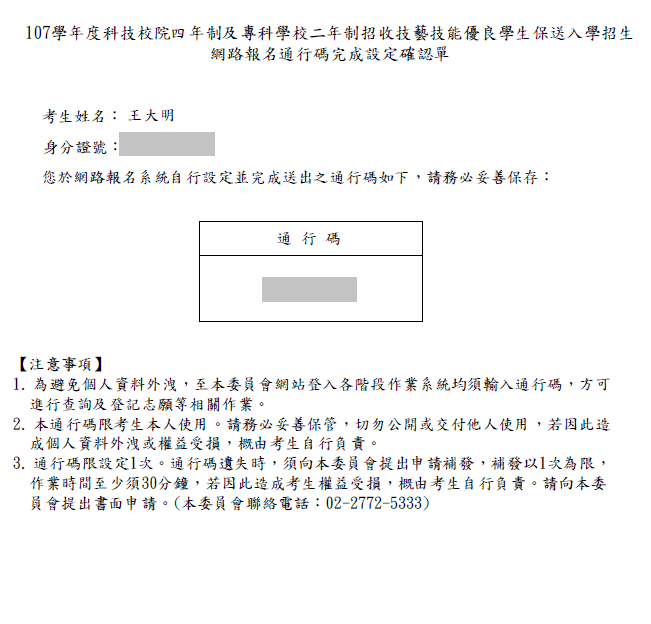 107學年度科技校院四年制及專科學校二年制招收技藝技能優良學生保送入學招生
網路報名通行碼完成設定確認單
考生姓名：王大明
身分證號：
您於網路報名系統自行設定並完成送出之通行碼如下，請務必妥善保存：
通 行 碼
【注意事項】
1. 為避免個人資料外洩，至本委員會網站登入各階段作業系統均須輸入通行碼，方可
進行查詢及登記志願等相關作業。
2. 本通行碼限考生本人使用。請務必妥善保管，切勿公開或交付他人使用，若因此造
成個人資料外洩或權益受損，概由考生自行負責。
3. 通行碼限設定1次。通行碼遺失時，須向本委員會提出申請補發，補發以1次為限，
作業時間至少須30分鐘，若因此造成考生權益受損，概由考生自行負責。請向本委
員會提出書面申請。(本委員會聯絡電話：02-2772-5333)